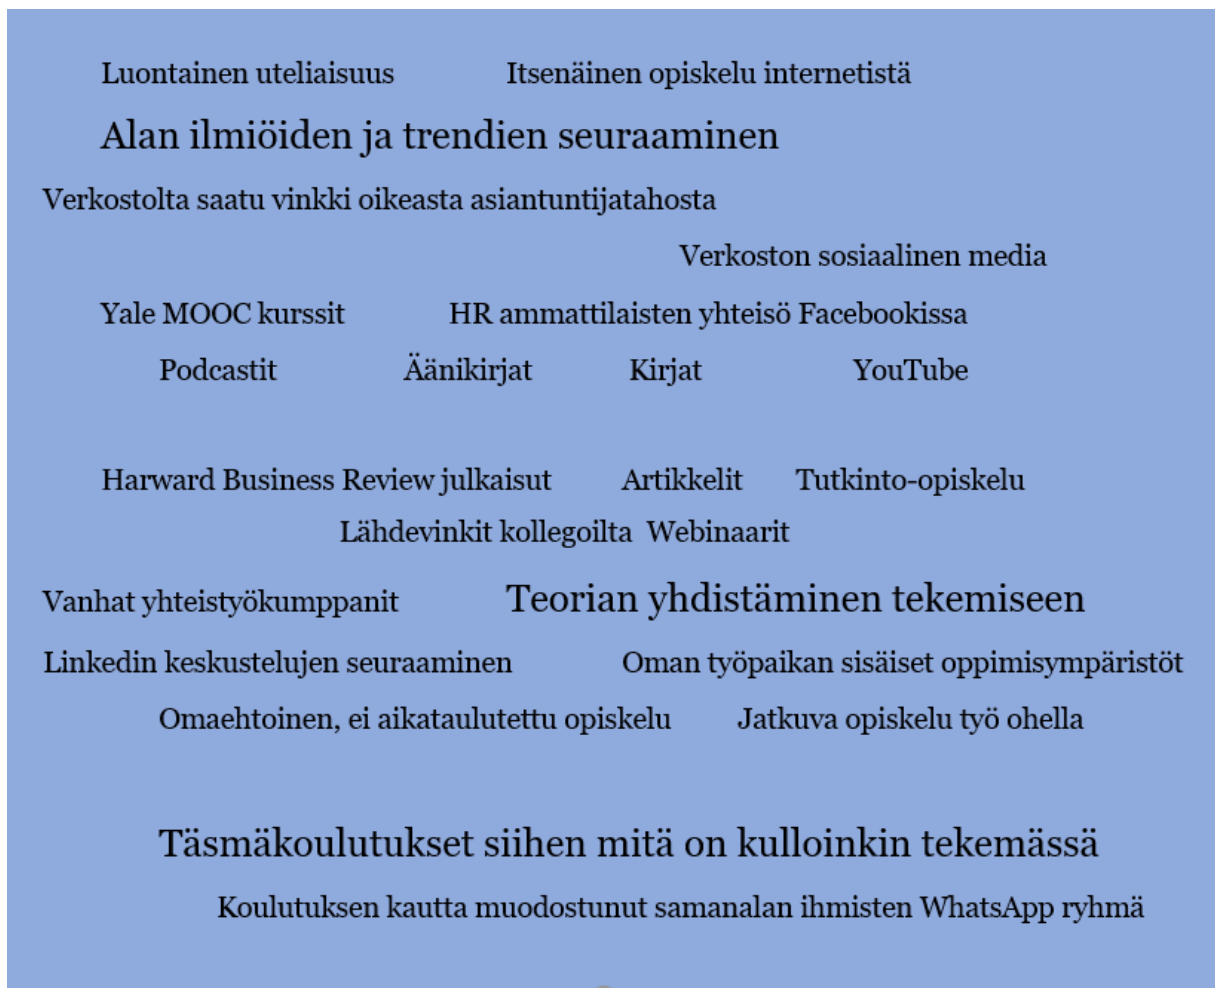 Luontainen uteliaisuus Itsenäinen opiskelu internetistä
Alan ilmiöiden ja trendien seuraaminen
Verkostolta saatu vinkki oikeasta asiantuntijatahosta
Verkoston sosiaalinen media
Yale MOOC kurssit HR ammattilaisten yhteisö Facebookissa
Podcastit Äänikirjat Kirjat YouTube
Harward Business Review julkaisut Artikkelit Tutkinto-opiskelu
Lähdevinkit kollegoilta Webinaarit
Vanhat yhteistyökumppanit Teorian yhdistäminen tekemiseen
Linkedin keskustelujen seuraaminen Oman työpaikan sisäiset oppimisympäristöt
Omaehtoinen, ei aikataulutettu opiskelu Jatkuva opiskelu työ ohella
Täsmäkoulutukset siihen mitä on kulloinkin tekemässä
Koulutuksen kautta muodostunut samanalan ihmisten WhatsApp ryhmä